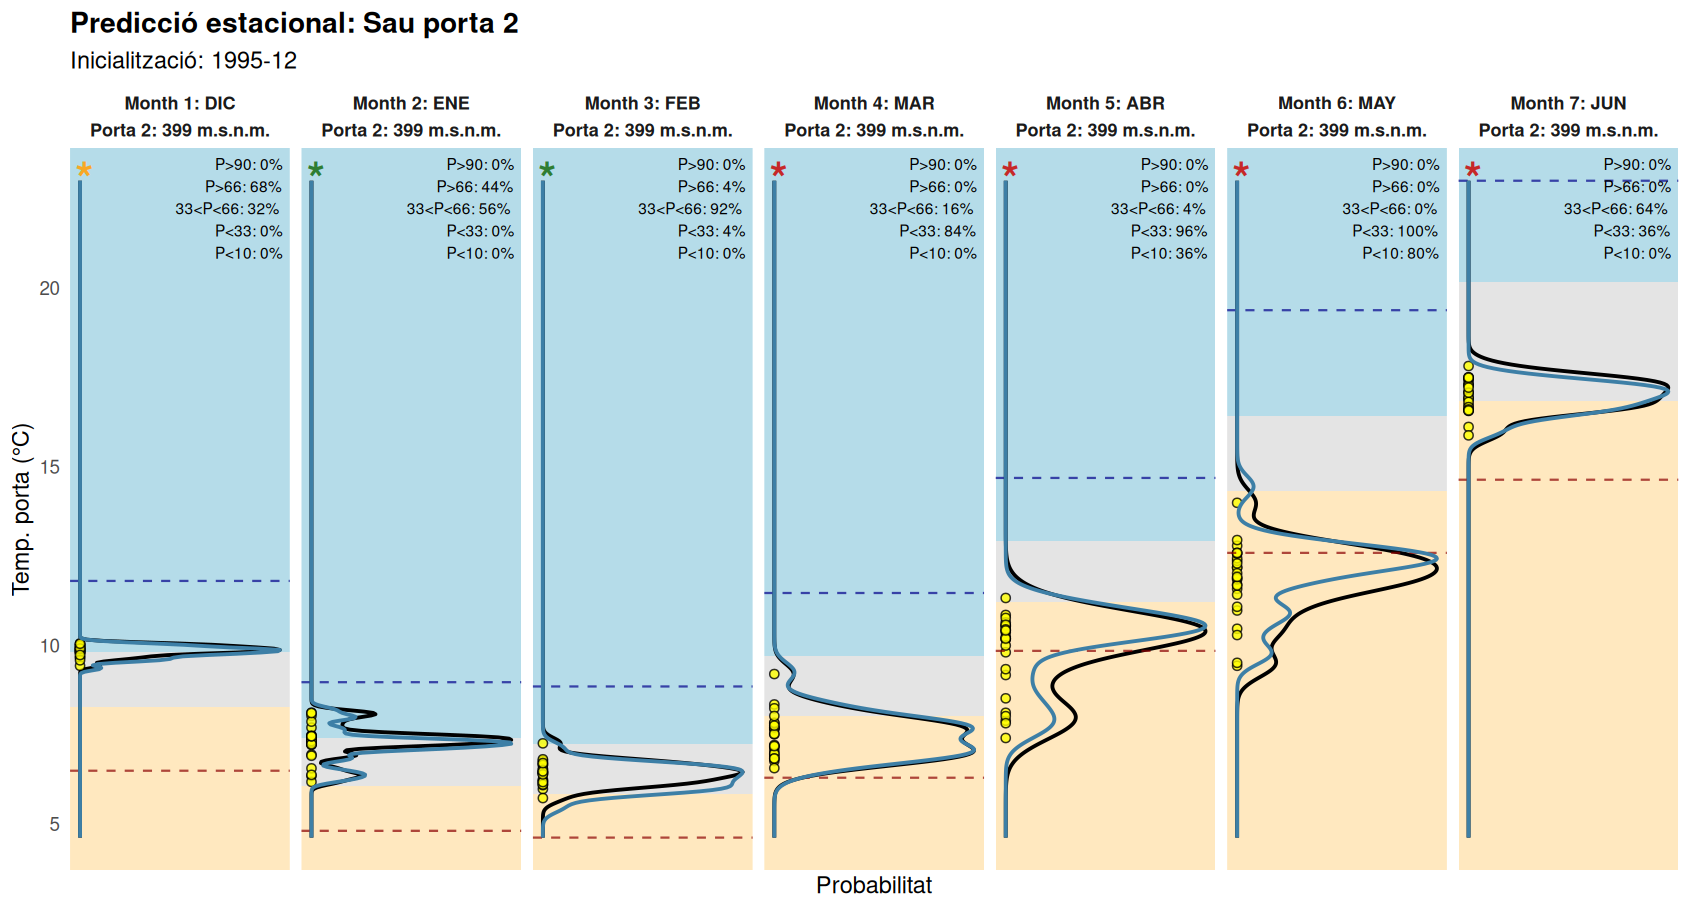 Predicció estacional: Sau porta 2
Inicialització: 1995-12
Month 1: DIC
Porta 2: 399 m.s.n.m.
Month 2: ENE
Porta 2: 399 m.s.n.m.
Month 3: FEB
Porta 2: 399 m.s.n.m.
Month 4: MAR
Porta 2: 399 m.s.n.m.
Month 5: ABR
Porta 2: 399 m.s.n.m.
Month 6: MAY
Porta 2: 399 m.s.n.m.
Month 7: JUN
Porta 2: 399 m.s.n.m.
*
P>90: 0%
P>66: 68%
33<P<66: 32%
P<33: 0%
P<10: 0%
*
P>90: 0%
P>66: 44%
33<P<66: 56%
P<33: 0%
P<10: 0%
*
P>90: 0%
P>66: 4%
33<P<66: 92%
P<33: 4%
P<10: 0%
*
P>90: 0%
P>66: 0%
33<P<66: 16%
P<33: 84%
P<10: 0%
*
P>90: 0%
P>66: 0%
33<P<66: 4%
P<33: 96%
P<10: 36%
*
P>90: 0%
P>66: 0%
33<P<66: 0%
P<33: 100%
P<10: 80%
*
P>90: 0%
P>66: 0%
33<P<66: 64%
P<33: 36%
P<10: 0%
Temp. porta (°C)
20
15
10
5
Probabilitat